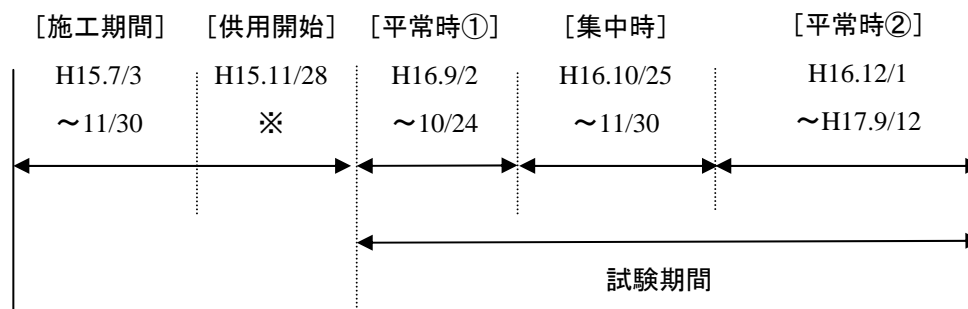 [施工期間] [供用開始] [平常時①] [集中時] [平常時②]
H15.7/3 H15.11/28 H16.9/2 H16.10/25 H16.12/1
～11/30 ※ ～10/24 ～11/30 ～H17.9/12
試験期間